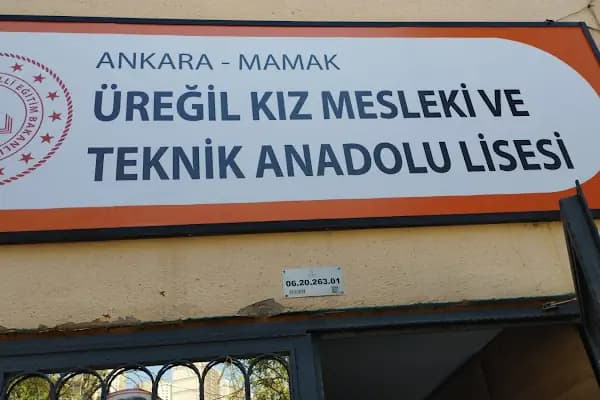 ANKARA - MAMAK
ÜREĞİL KIZ MESLEKİ VE
TEKNİK ANADOLU LİSESİ
06.20.263.01